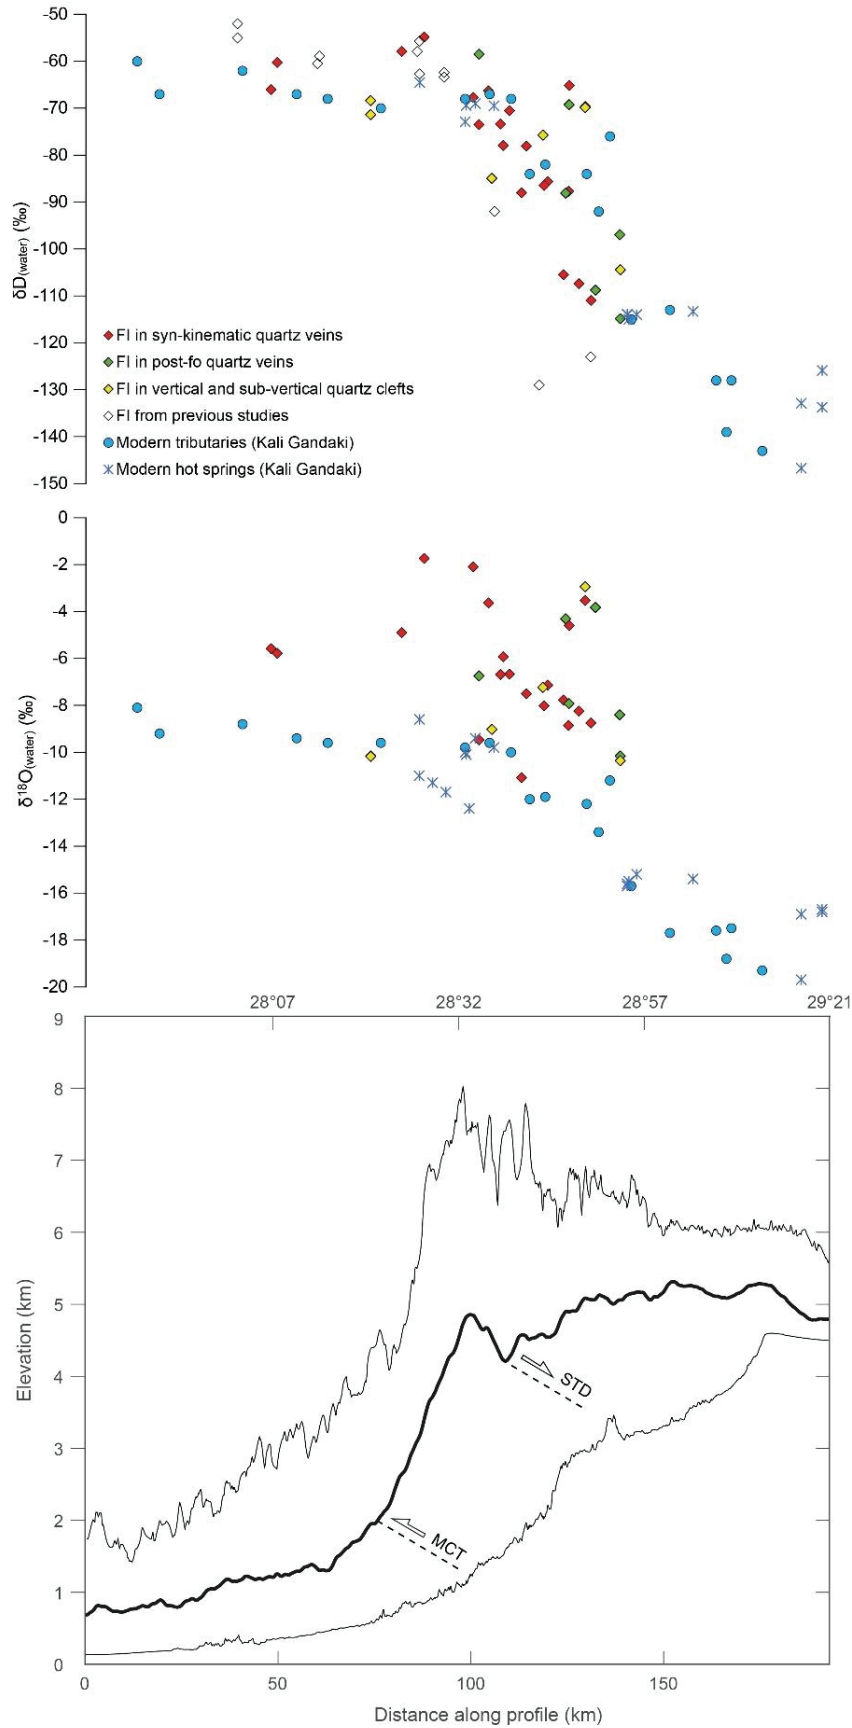 -50
-60
-70
-80
-90
-100
-110
-120
-130
-140
-150
δD(water) (‰)
FI in syn-kinematic quartz veins
FI in post-fo quartz veins
FI in vertical and sub-vertical quartz clefts
FI from previous studies
Modern tributaries (Kali Gandaki)
Modern hot springs (Kali Gandaki)
0
-2
-4
-6
-8
-10
-12
-14
-16
-18
-20
δ18O(water) (‰)
28°07 28°32 28°57 29°21
9
8
7
6
5
4
3
2
1
0
Elevation (km)
STD
MCT
0 50 100 150
Distance along profile (km)